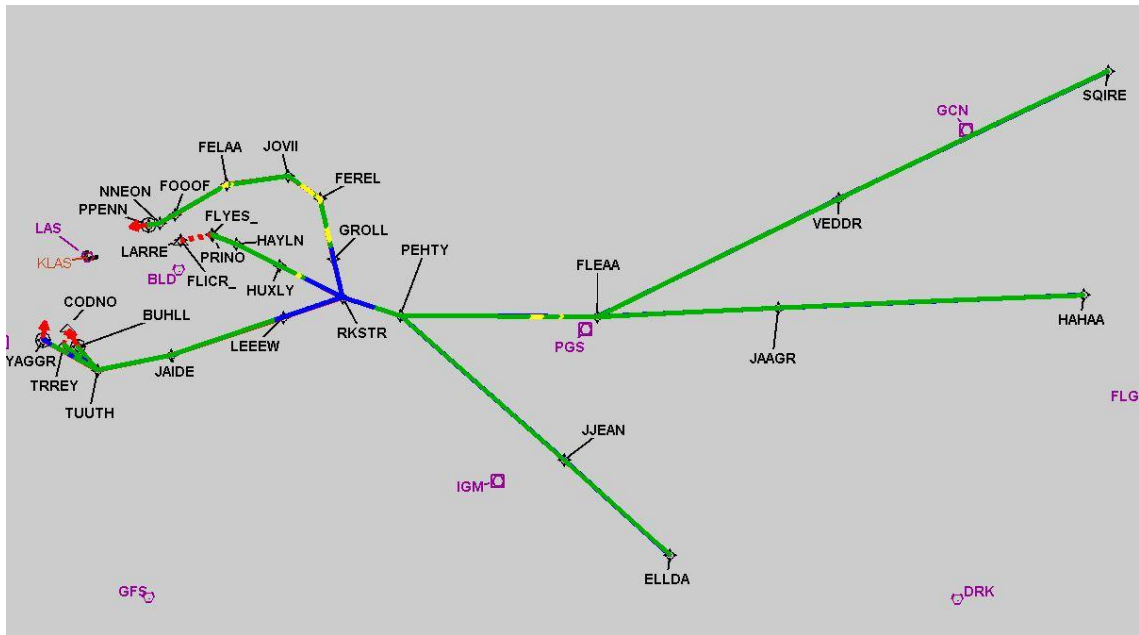 SQIRE
GCN
JOVII
FELAA
FEREL
FOOOF
NNEON
PPENN
FLYES_
VEDDR
LAS
LARRE
HAYLN
GROLL
PRINO
PEHTY
KLAS
BLD
FLICR_
FLEAA
HUXLY
CODNO
BUHLL
HAHAA
RKSTR
LEEEW
PGS
YAGGR
JAAGR
TRREY
JAIDE
TUUTH
FLG
JJEAN
IGM
ELLDA
GFS
DRK